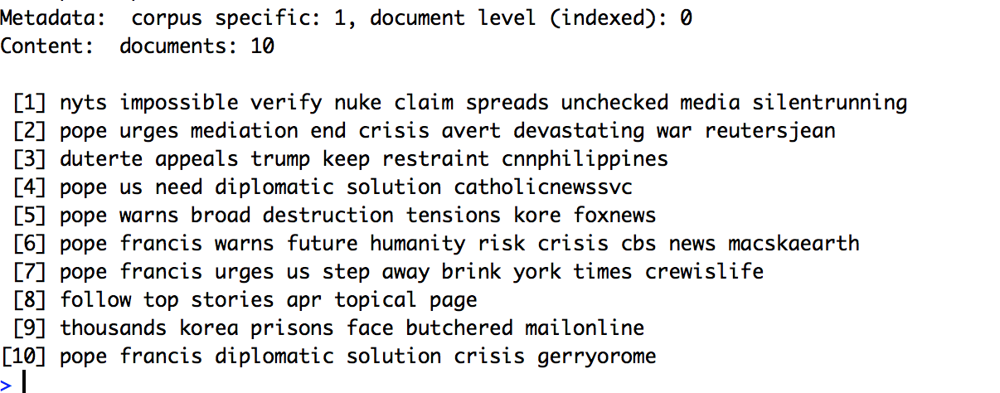 Metadata:  corpus specific: 1, document level (indexed): 0
Content:  documents: 10
[1] nyts impossible verify nuke claim spreads unchecked media silentrunning
[2] pope urges mediation end crisis avert devastating war reutersjean
[3] duterte appeals trump keep restraint cnnphilippines
[4] pope us need diplomatic solution catholicnewssvc
[5] pope warns broad destruction tensions kore foxnews
[6] pope francis warns future humanity risk crisis cbs news macskaearth
[7] pope francis urges us step away brink york times crewislife
[8] follow top stories apr topical page
[9] thousands korea prisons face butchered mailonline
[10] pope francis diplomatic solution crisis gerryorome
>